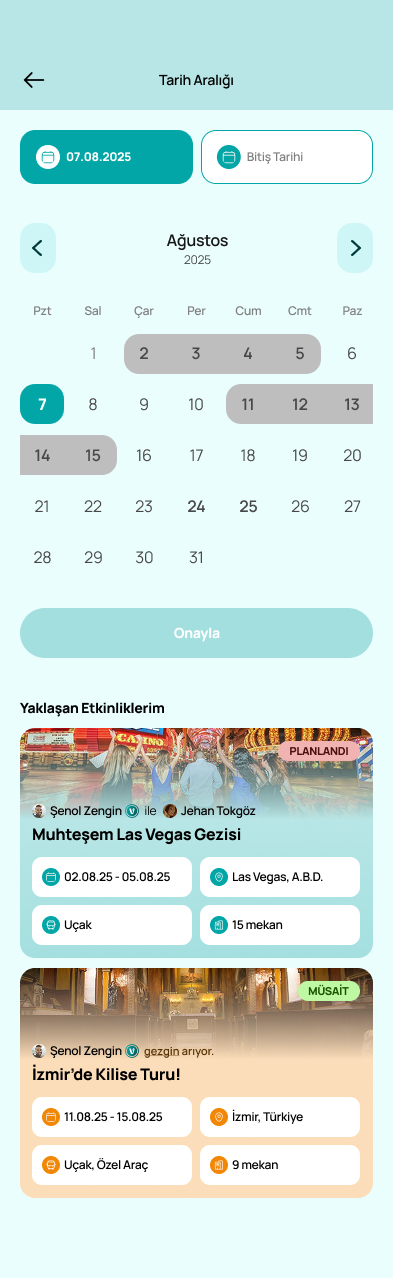 Tarih Aralığı
07.08.2025 Bitiş Tarihi
Ağustos
2025
Pzt Sal Çar Per Cum Cmt Paz
1 2 3 4 5 6
7 8 9 10 11 12 13
14 15 16 17 18 19 20
21 22 23 24 25 26 27
28 29 30 31
Onayla
Yaklaşan Etkinliklerim
CASINO
PLANLANDI
Şenol Zengin ile Jehan Tokgöz
Muhteşem Las Vegas Gezisi
02.08.25 - 05.08.25 Las Vegas, A.B.D.
Uçak 15 mekan
MÜSAİT
Şenol Zengin gezgin arıyor.
İzmir’de Kilise Turu!
11.08.25 - 15.08.25 İzmir, Türkiye
Uçak, Özel Araç 9 mekan